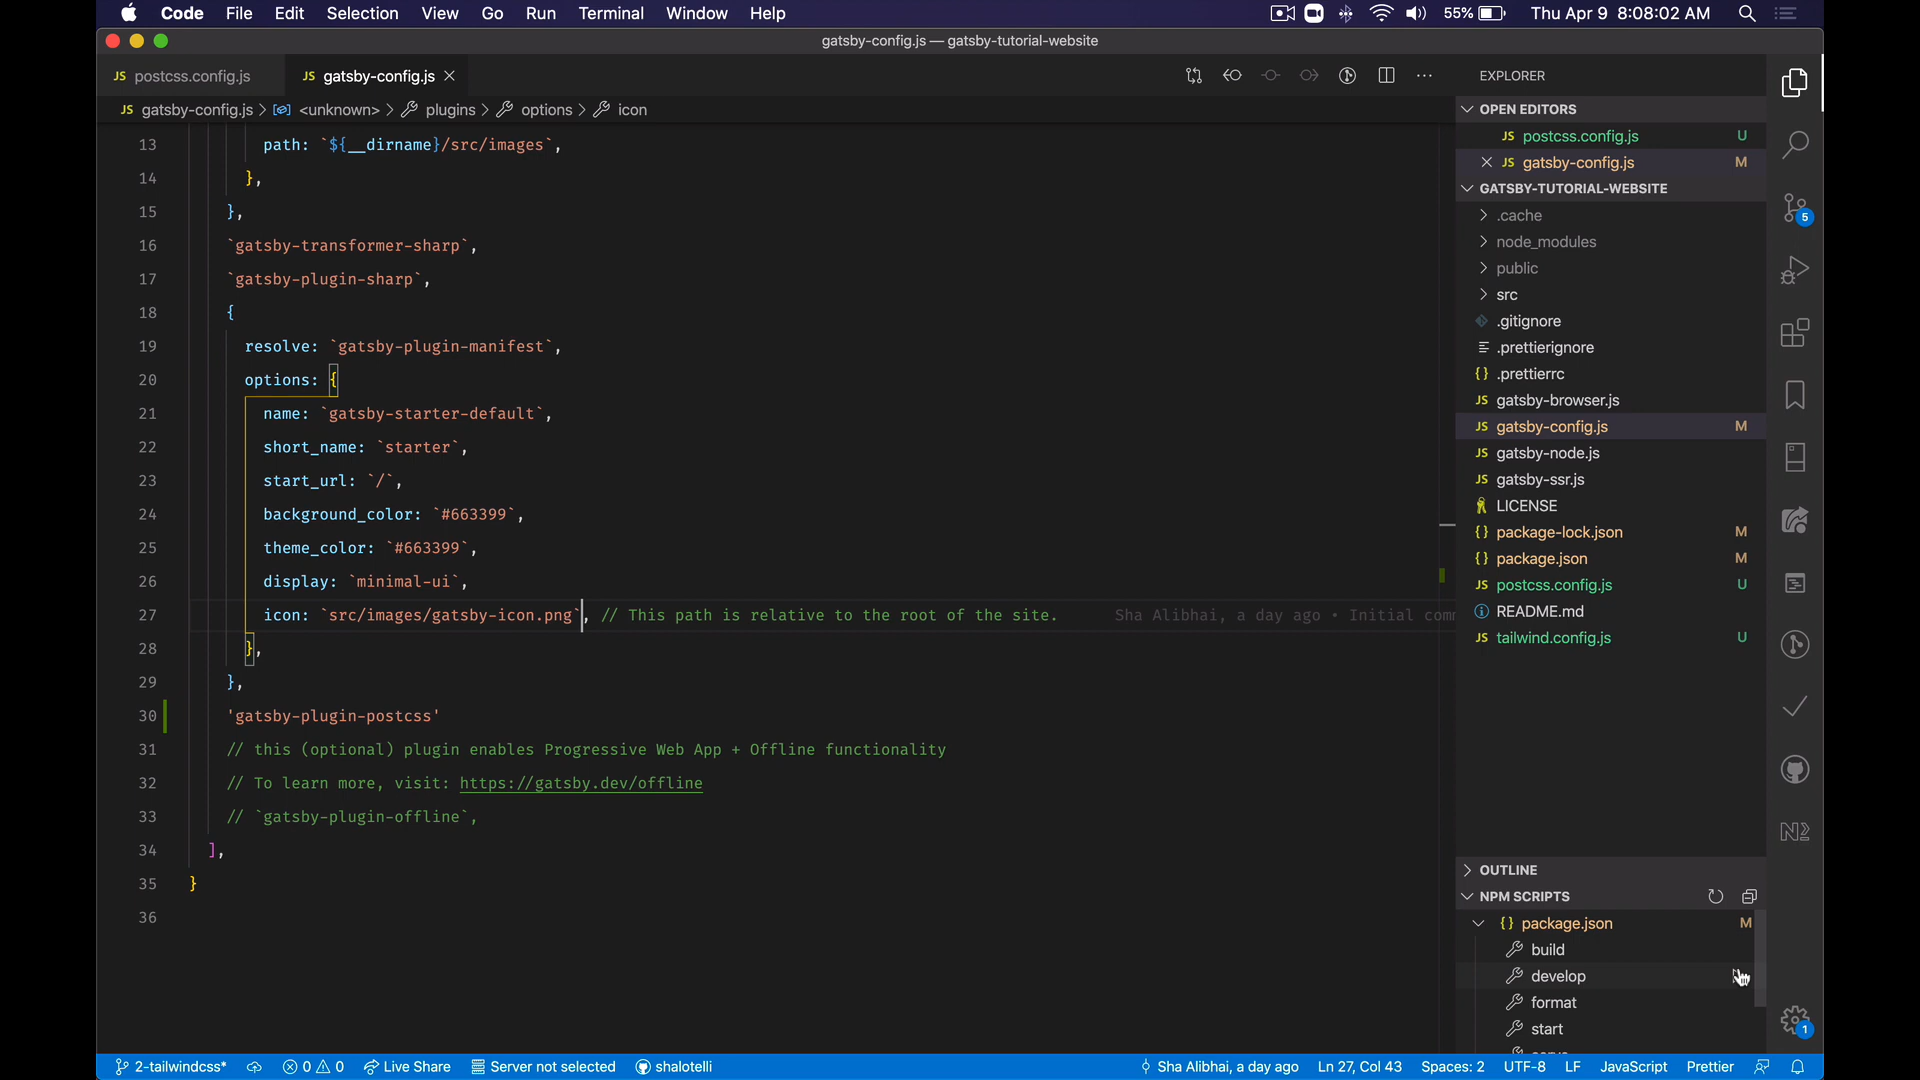 Code File Edit Selection View Go Run Terminal Window Help 55% Thu Apr 9 8:08:02 AM
gatsby-config.js — gatsby-tutorial-website
JS postcss.config.js JS gatsby-config.js
JS gatsby-config.js > <unknown> > plugins > options > icon
13 path: `${__dirname}/src/images`,
14 },
15 },
16 `gatsby-transformer-sharp`,
17 `gatsby-plugin-sharp`,
18 {
19 resolve: `gatsby-plugin-manifest`,
20 options: {
21 name: `gatsby-starter-default`,
22 short_name: `starter`,
23 start_url: `/`,
24 background_color: `#663399`,
25 theme_color: `#663399`,
26 display: `minimal-ui`,
27 icon: `src/images/gatsby-icon.png`, // This path is relative to the root of the site. Sha Alibhai, a day ago • Initial
28 },
29 },
30 'gatsby-plugin-postcss'
31 // this (optional) plugin enables Progressive Web App + Offline functionality
32 // To learn more, visit: https://gatsby.dev/offline
33 // `gatsby-plugin-offline`,
34 ],
35 }
36
EXPLORER
OPEN EDITORS
JS postcss.config.js U
JS gatsby-config.js M
GATSBY-TUTORIAL-WEBSITE
.cache
node_modules
public
src
.gitignore
.prettierignore
{} .prettierrc
JS gatsby-browser.js
JS gatsby-config.js M
JS gatsby-node.js
JS gatsby-ssr.js
LICENSE
{} package-lock.json M
{} package.json M
JS postcss.config.js U
README.md
JS tailwind.config.js U
OUTLINE
NPM SCRIPTS
{} package.json M
build
develop
format
start
5
1
2-tailwindcss* 0 0 Live Share Server not selected shalotelli Sha Alibhai, a day ago Ln 27, Col 43 Spaces: 2 UTF-8 LF JavaScript Prettier